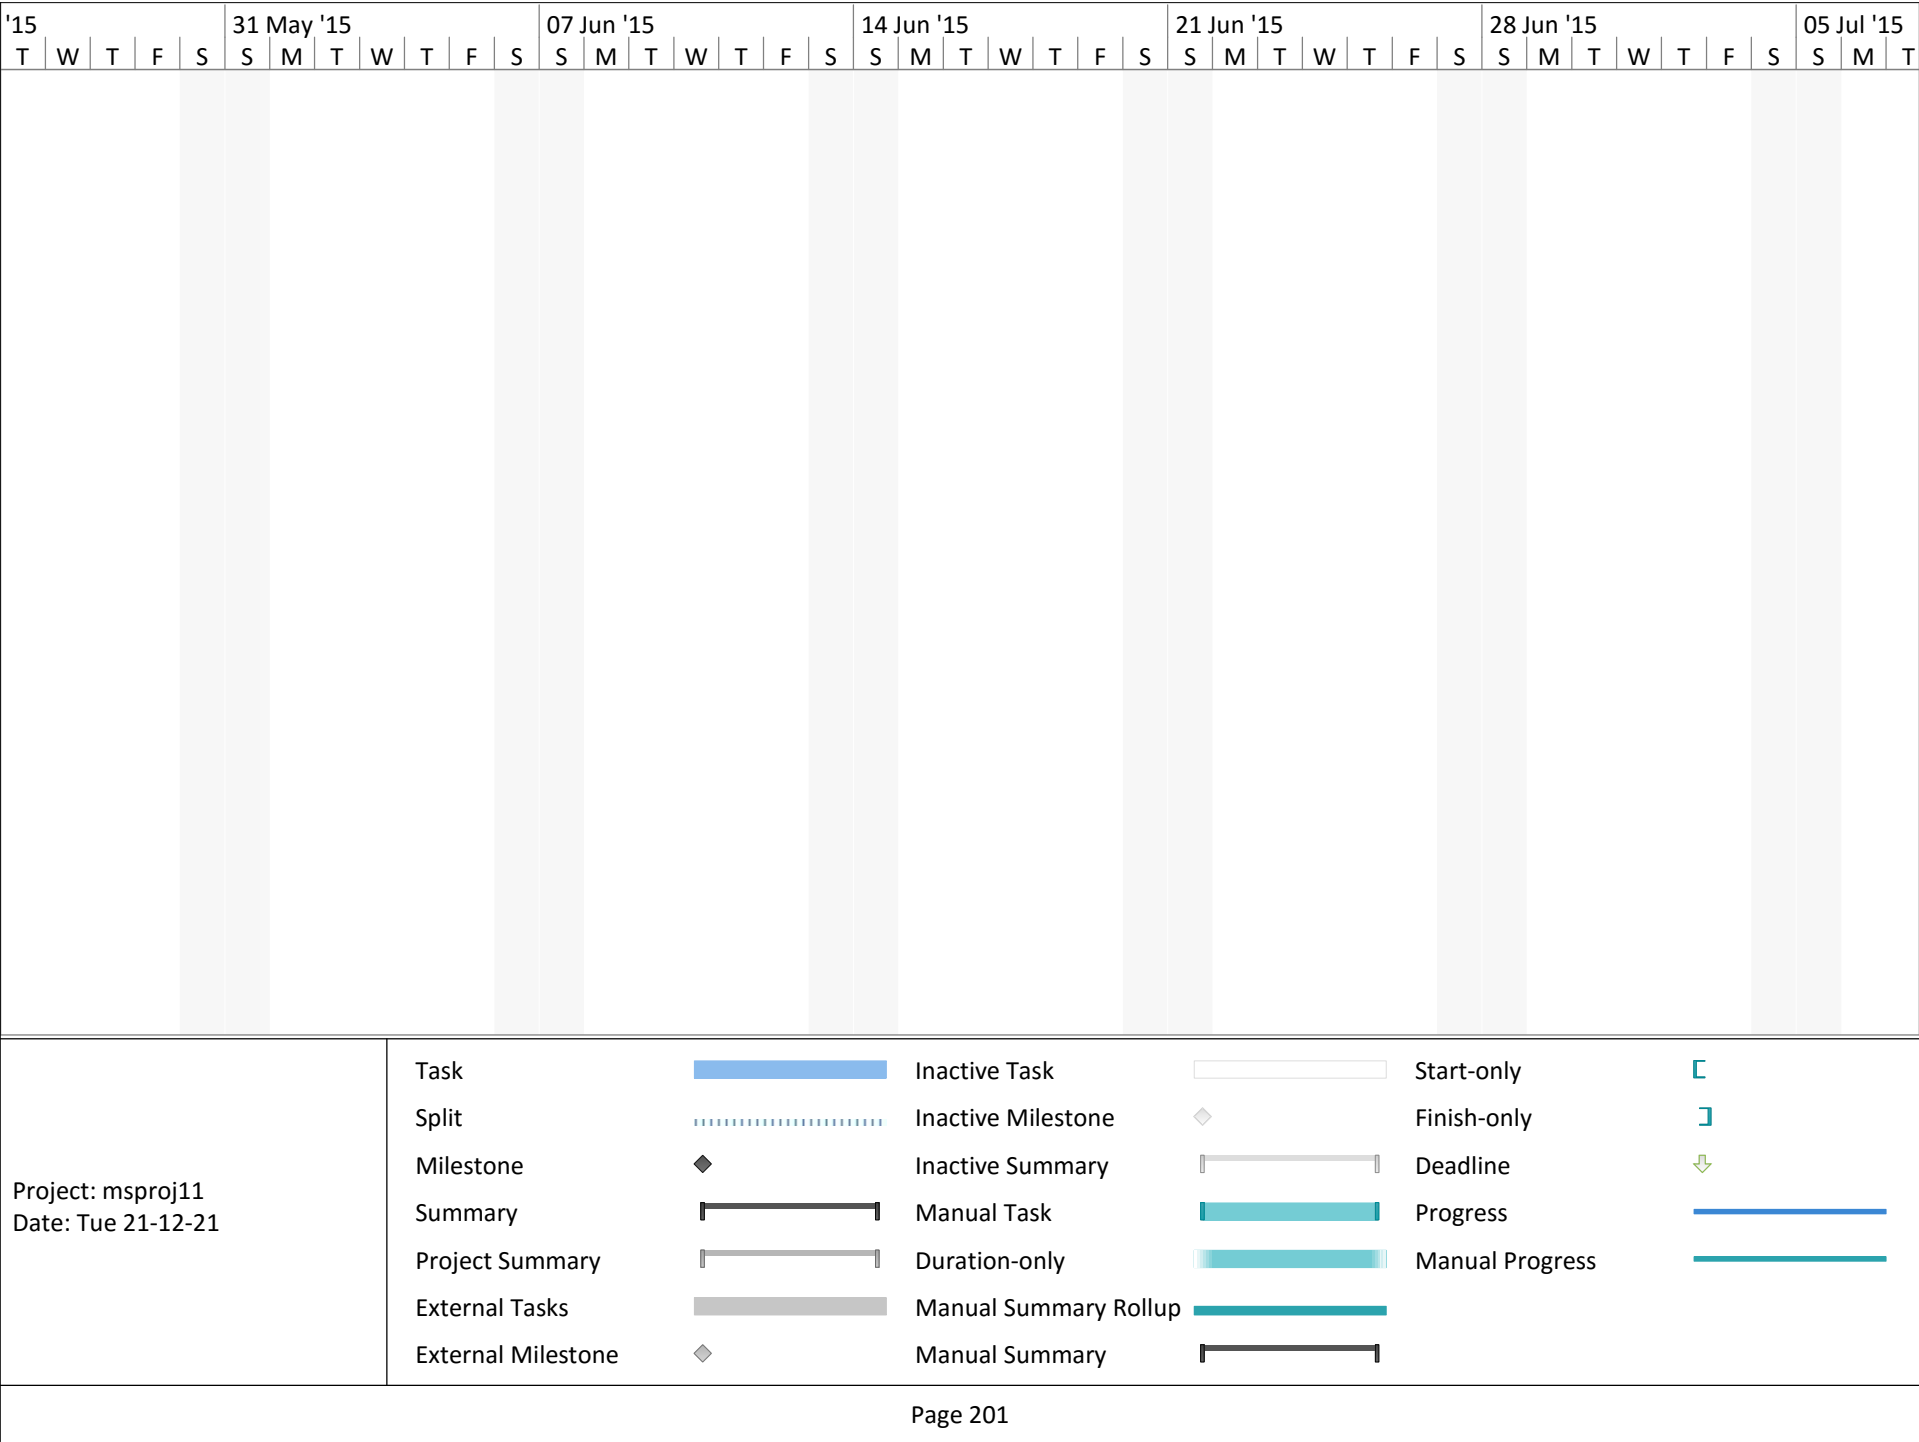 '15 31 May '15 07 Jun '15 14 Jun '15 21 Jun '15 28 Jun '15 05 Jul '15
T W T F S S M T W T F S S M T W T F S S M T W T F S S M T W T F S S M T W T F S S M T
Task Inactive Task Start-only
Split Inactive Milestone Finish-only
Milestone Inactive Summary Deadline
Project: msproj11
Date: Tue 21-12-21
Summary Manual Task Progress
Project Summary Duration-only Manual Progress
External Tasks Manual Summary Rollup
External Milestone Manual Summary
Page 201